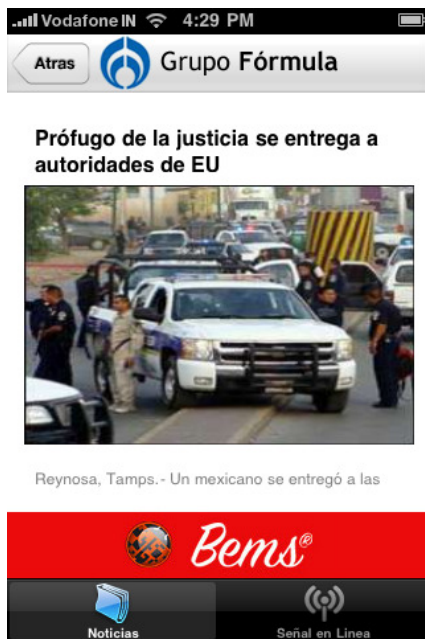 Vodafone IN 4:29 PM
Atras
Grupo Fórmula
Prófugo de la justicia se entrega a
autoridades de EU
Reynosa, Tamps.- Un mexicano se entregó a las
Bems®
Noticias
Señal en Linea